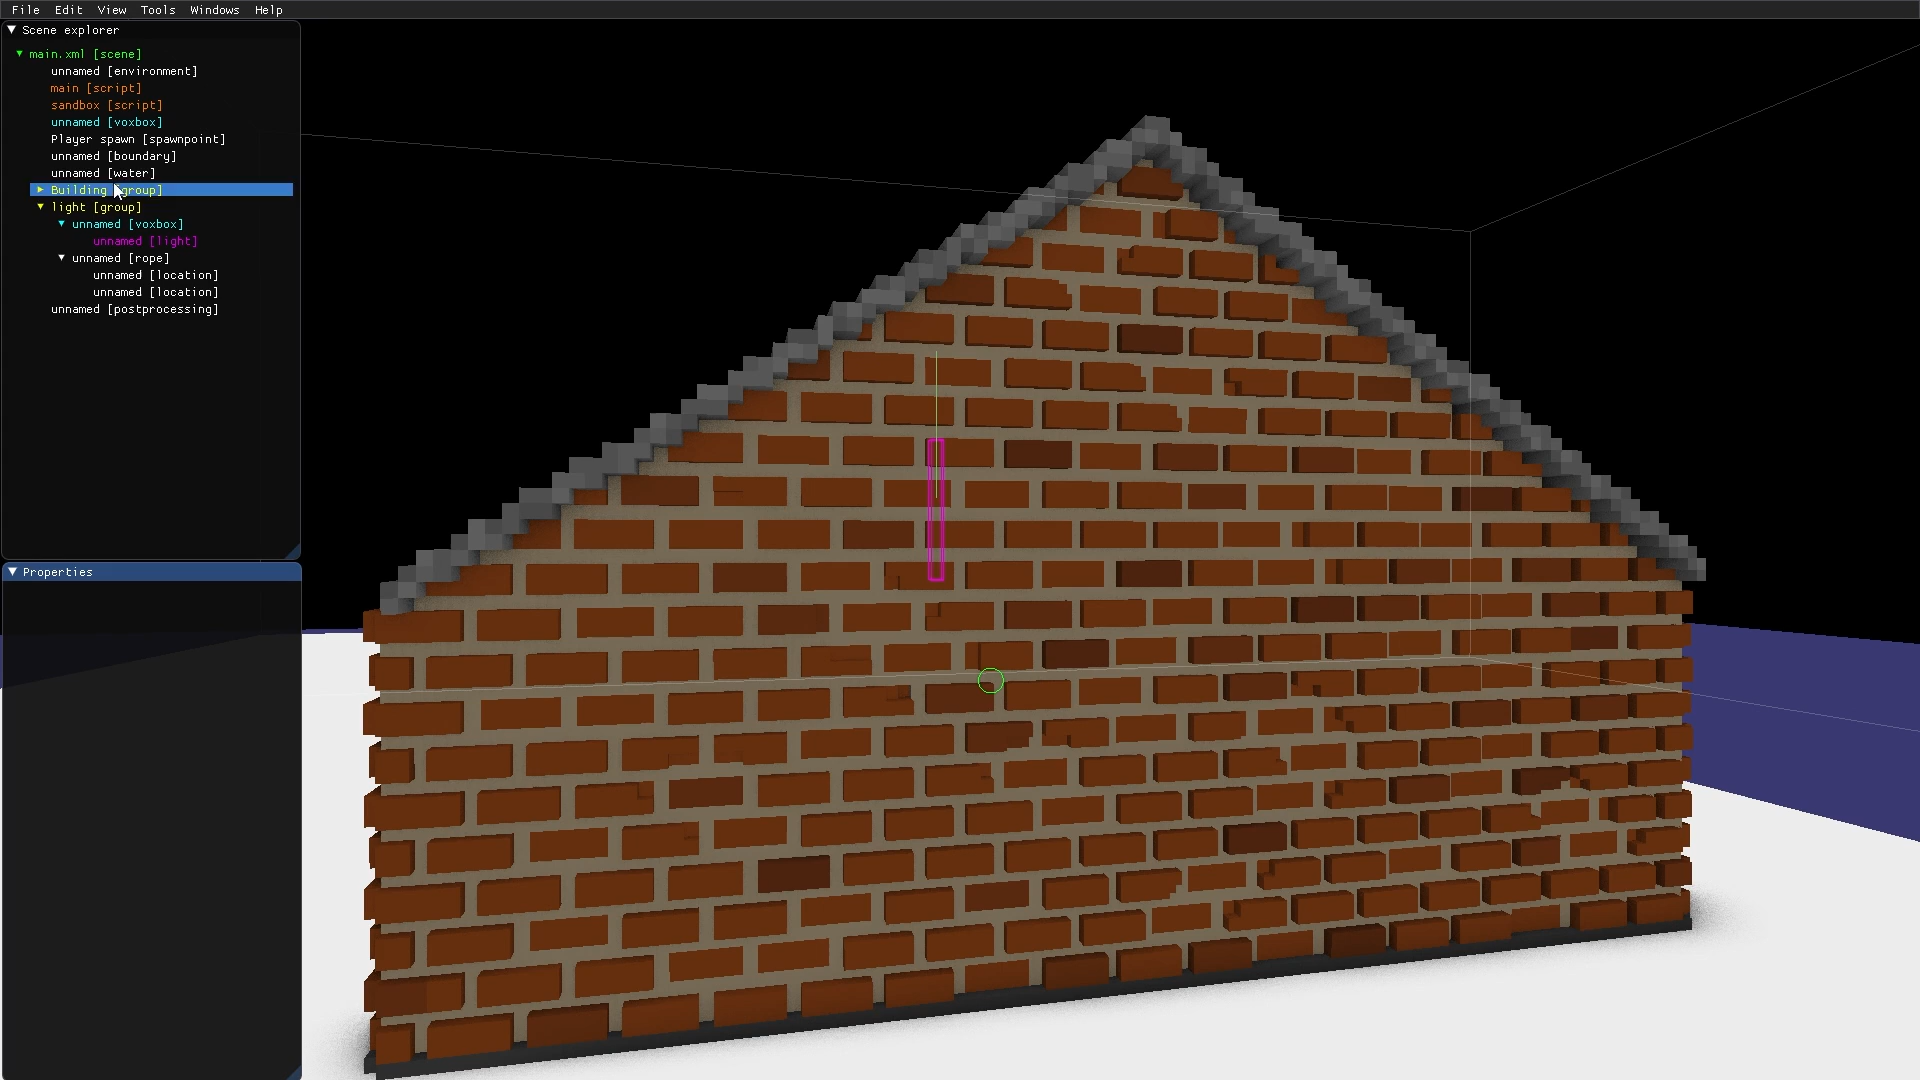 File Edit View Tools Windows Help
Scene explorer
main.xml [scene]
unnamed [environment]
main [script]
sandbox [script]
unnamed [voxbox]
Player spawn [spawnpoint]
unnamed [boundary]
unnamed [water]
Building [group]
light [group]
unnamed [voxbox]
unnamed [light]
unnamed [rope]
unnamed [location]
unnamed [location]
unnamed [postprocessing]
Properties